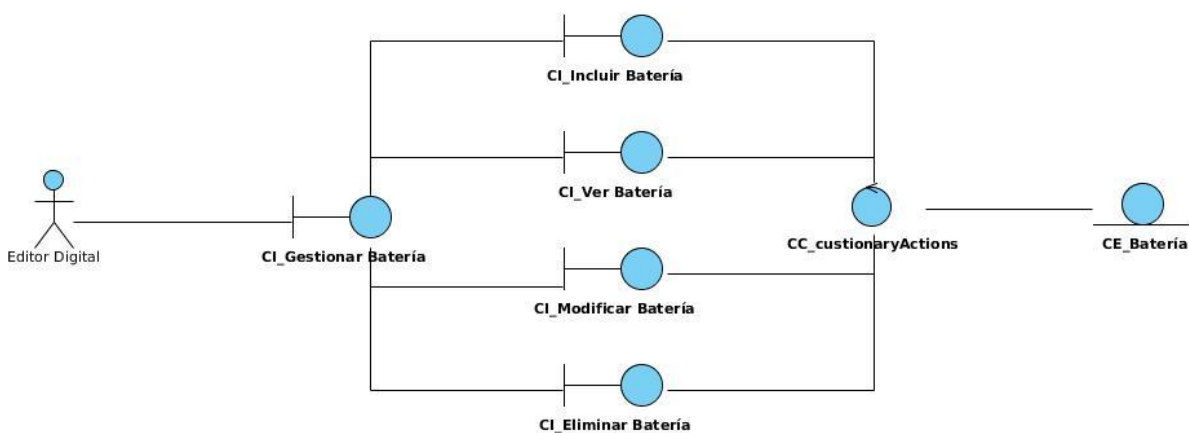 CI_Incluir Batería
CI_Ver Batería
Editor Digital
CI_Gestionar Batería
CC_custionaryActions
CE_Batería
CI_Modificar Batería
CI_Eliminar Batería